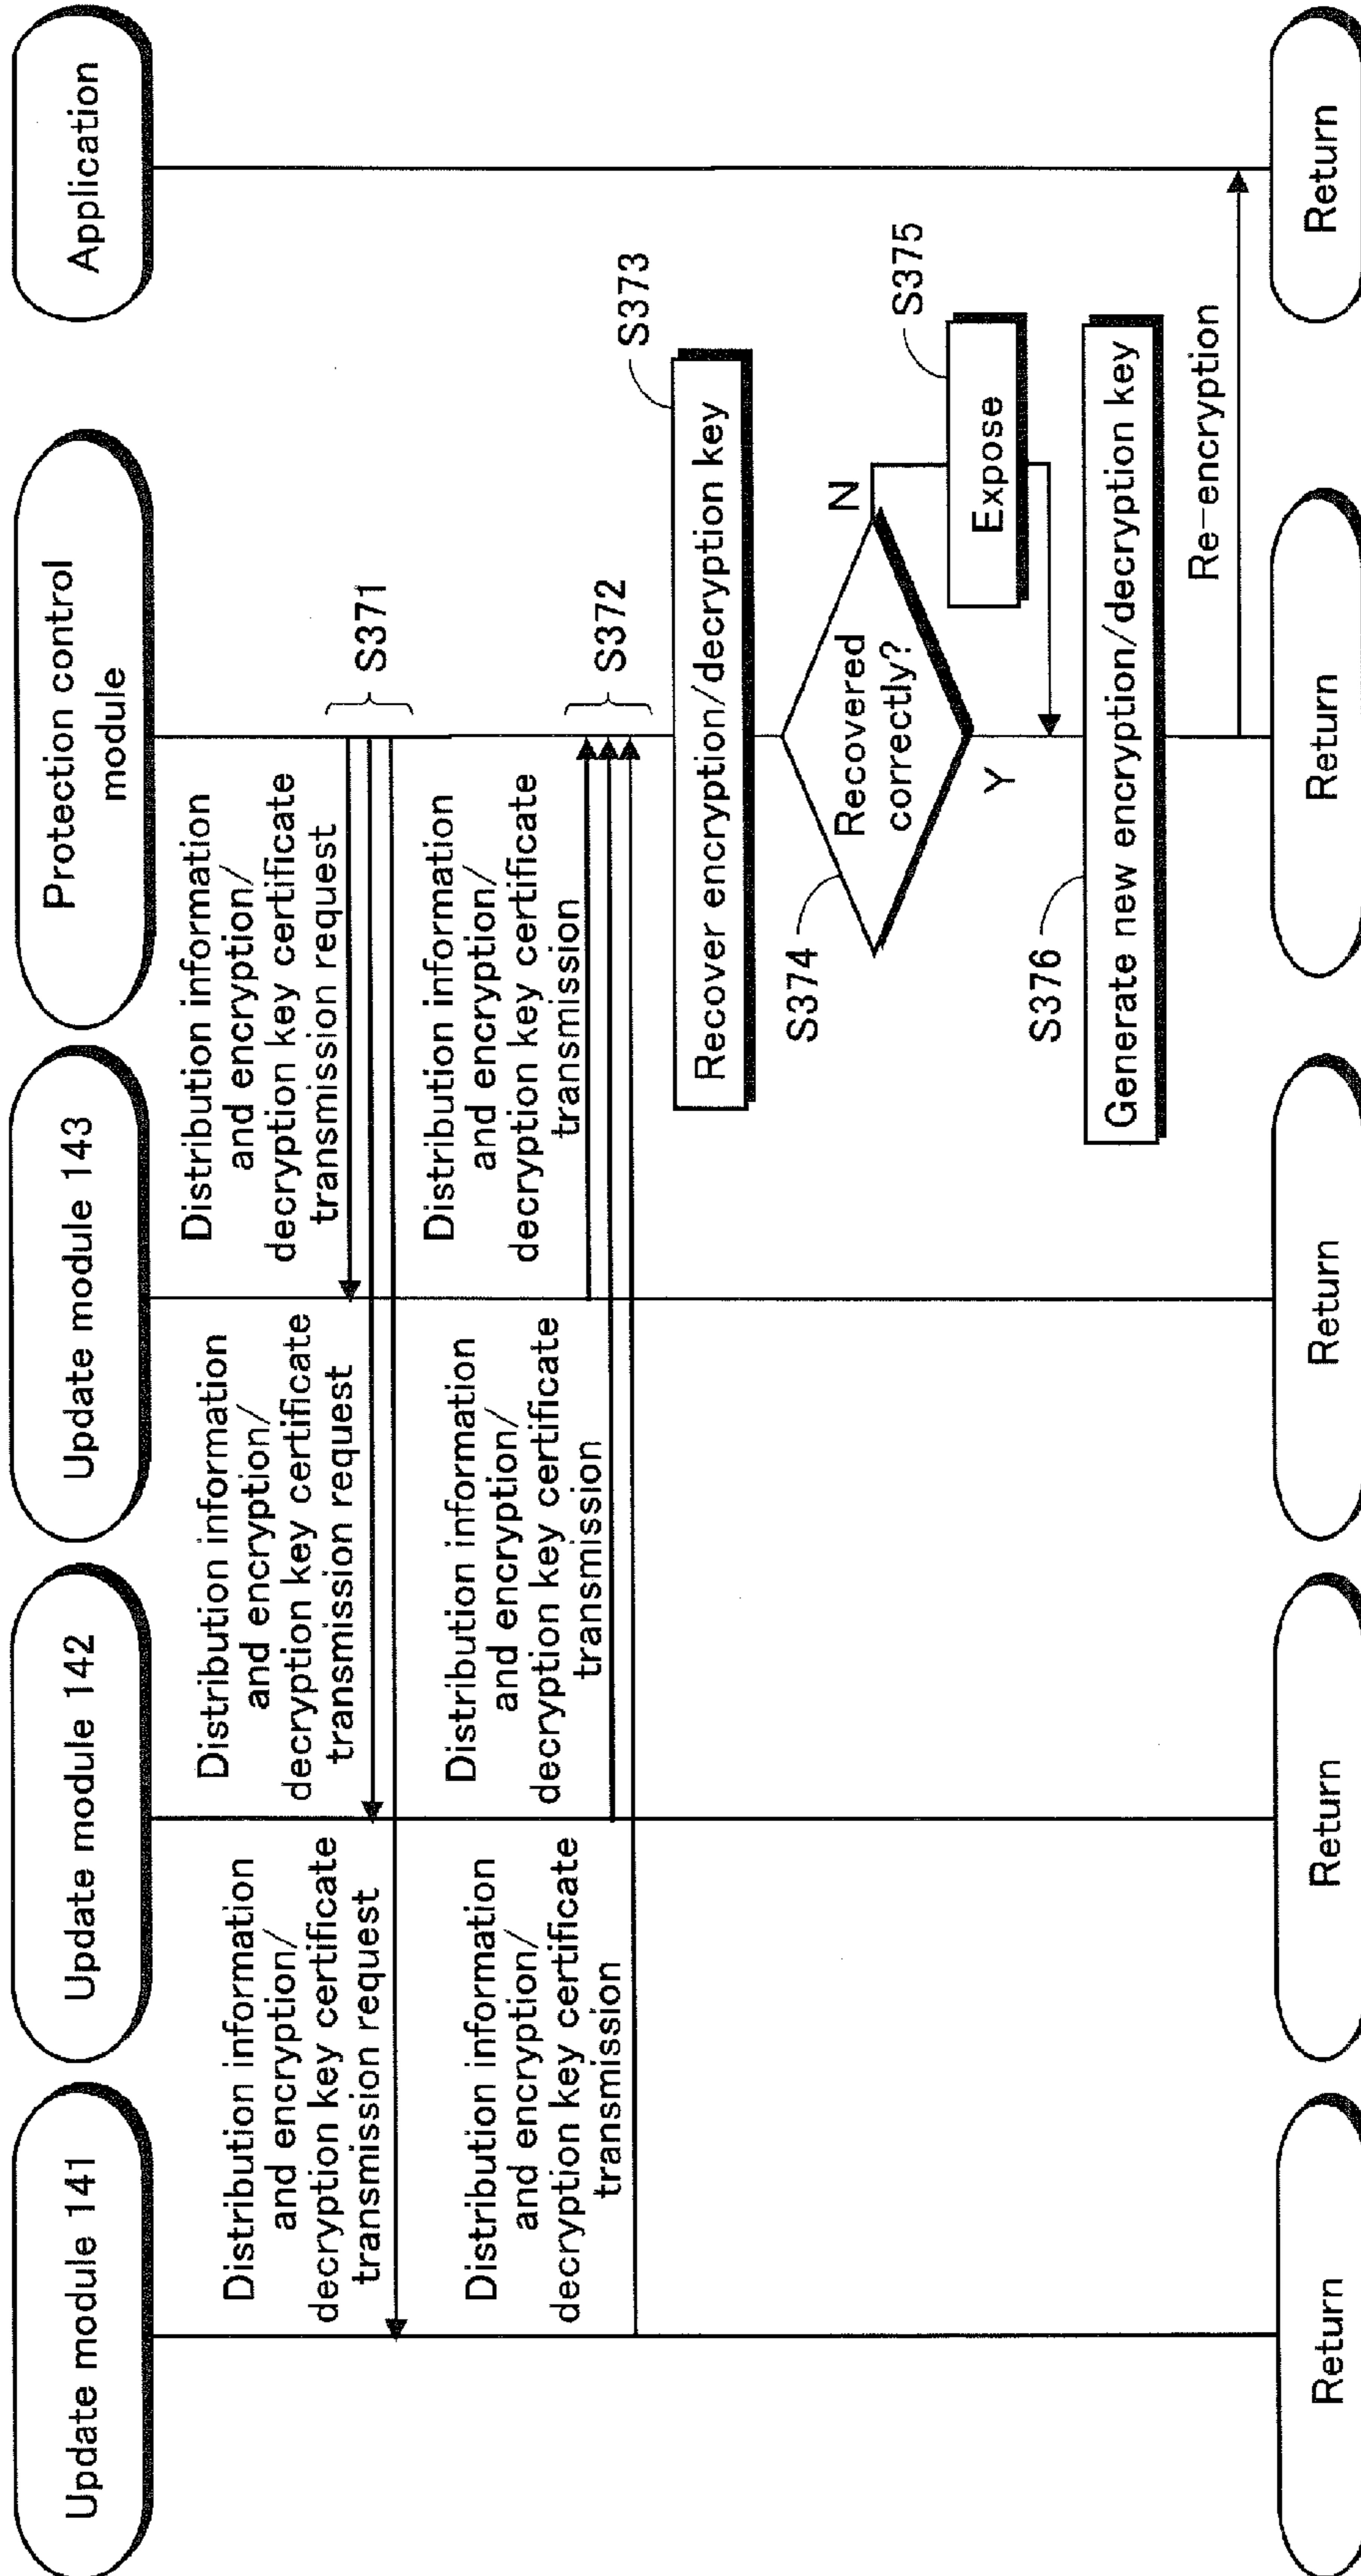 Update module 141
Update module 142
Update module 143
Protection control
module
Application
Distribution information
and encryption/
decryption key certificate
transmission request
Distribution information
and encryption/
decryption key certificate
transmission request
Distribution information
and encryption/
decryption key certificate
transmission request
S371
Distribution information
and encryption/
decryption key certificate
transmission
Distribution information
and encryption/
decryption key certificate
transmission
Distribution information
and encryption/
decryption key certificate
transmission
S372
S373
Recover encryption/decryption key
S374
Recovered
correctly?
N
S375
Expose
Y
S376
Generate new encryption/decryption key
Re-encryption
Return
Return
Return
Return
Return